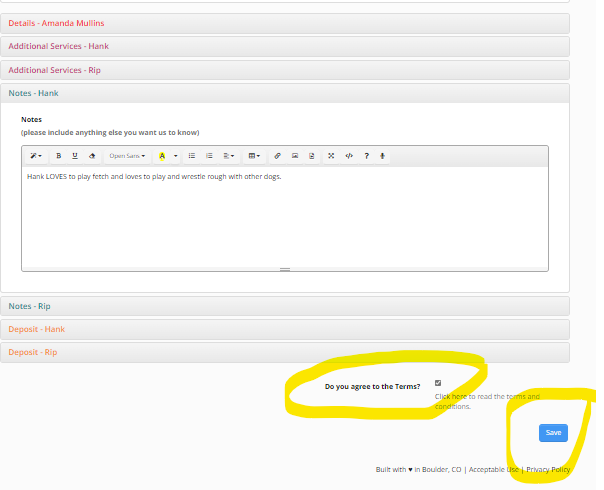 Details - Amanda Mullins
Additional Services - Hank
Additional Services - Rip
Notes - Hank
Notes
(please include anything else you want us to know)
B U Open Sans A </> ?
Hank LOVES to play fetch and loves to play and wrestle rough with other dogs.
Notes - Rip
Deposit - Hank
Deposit - Rip
Do you agree to the Terms?
Click here to read the terms and
conditions.
Save
Built with ♥ in Boulder, CO | Acceptable Use | Privacy Policy